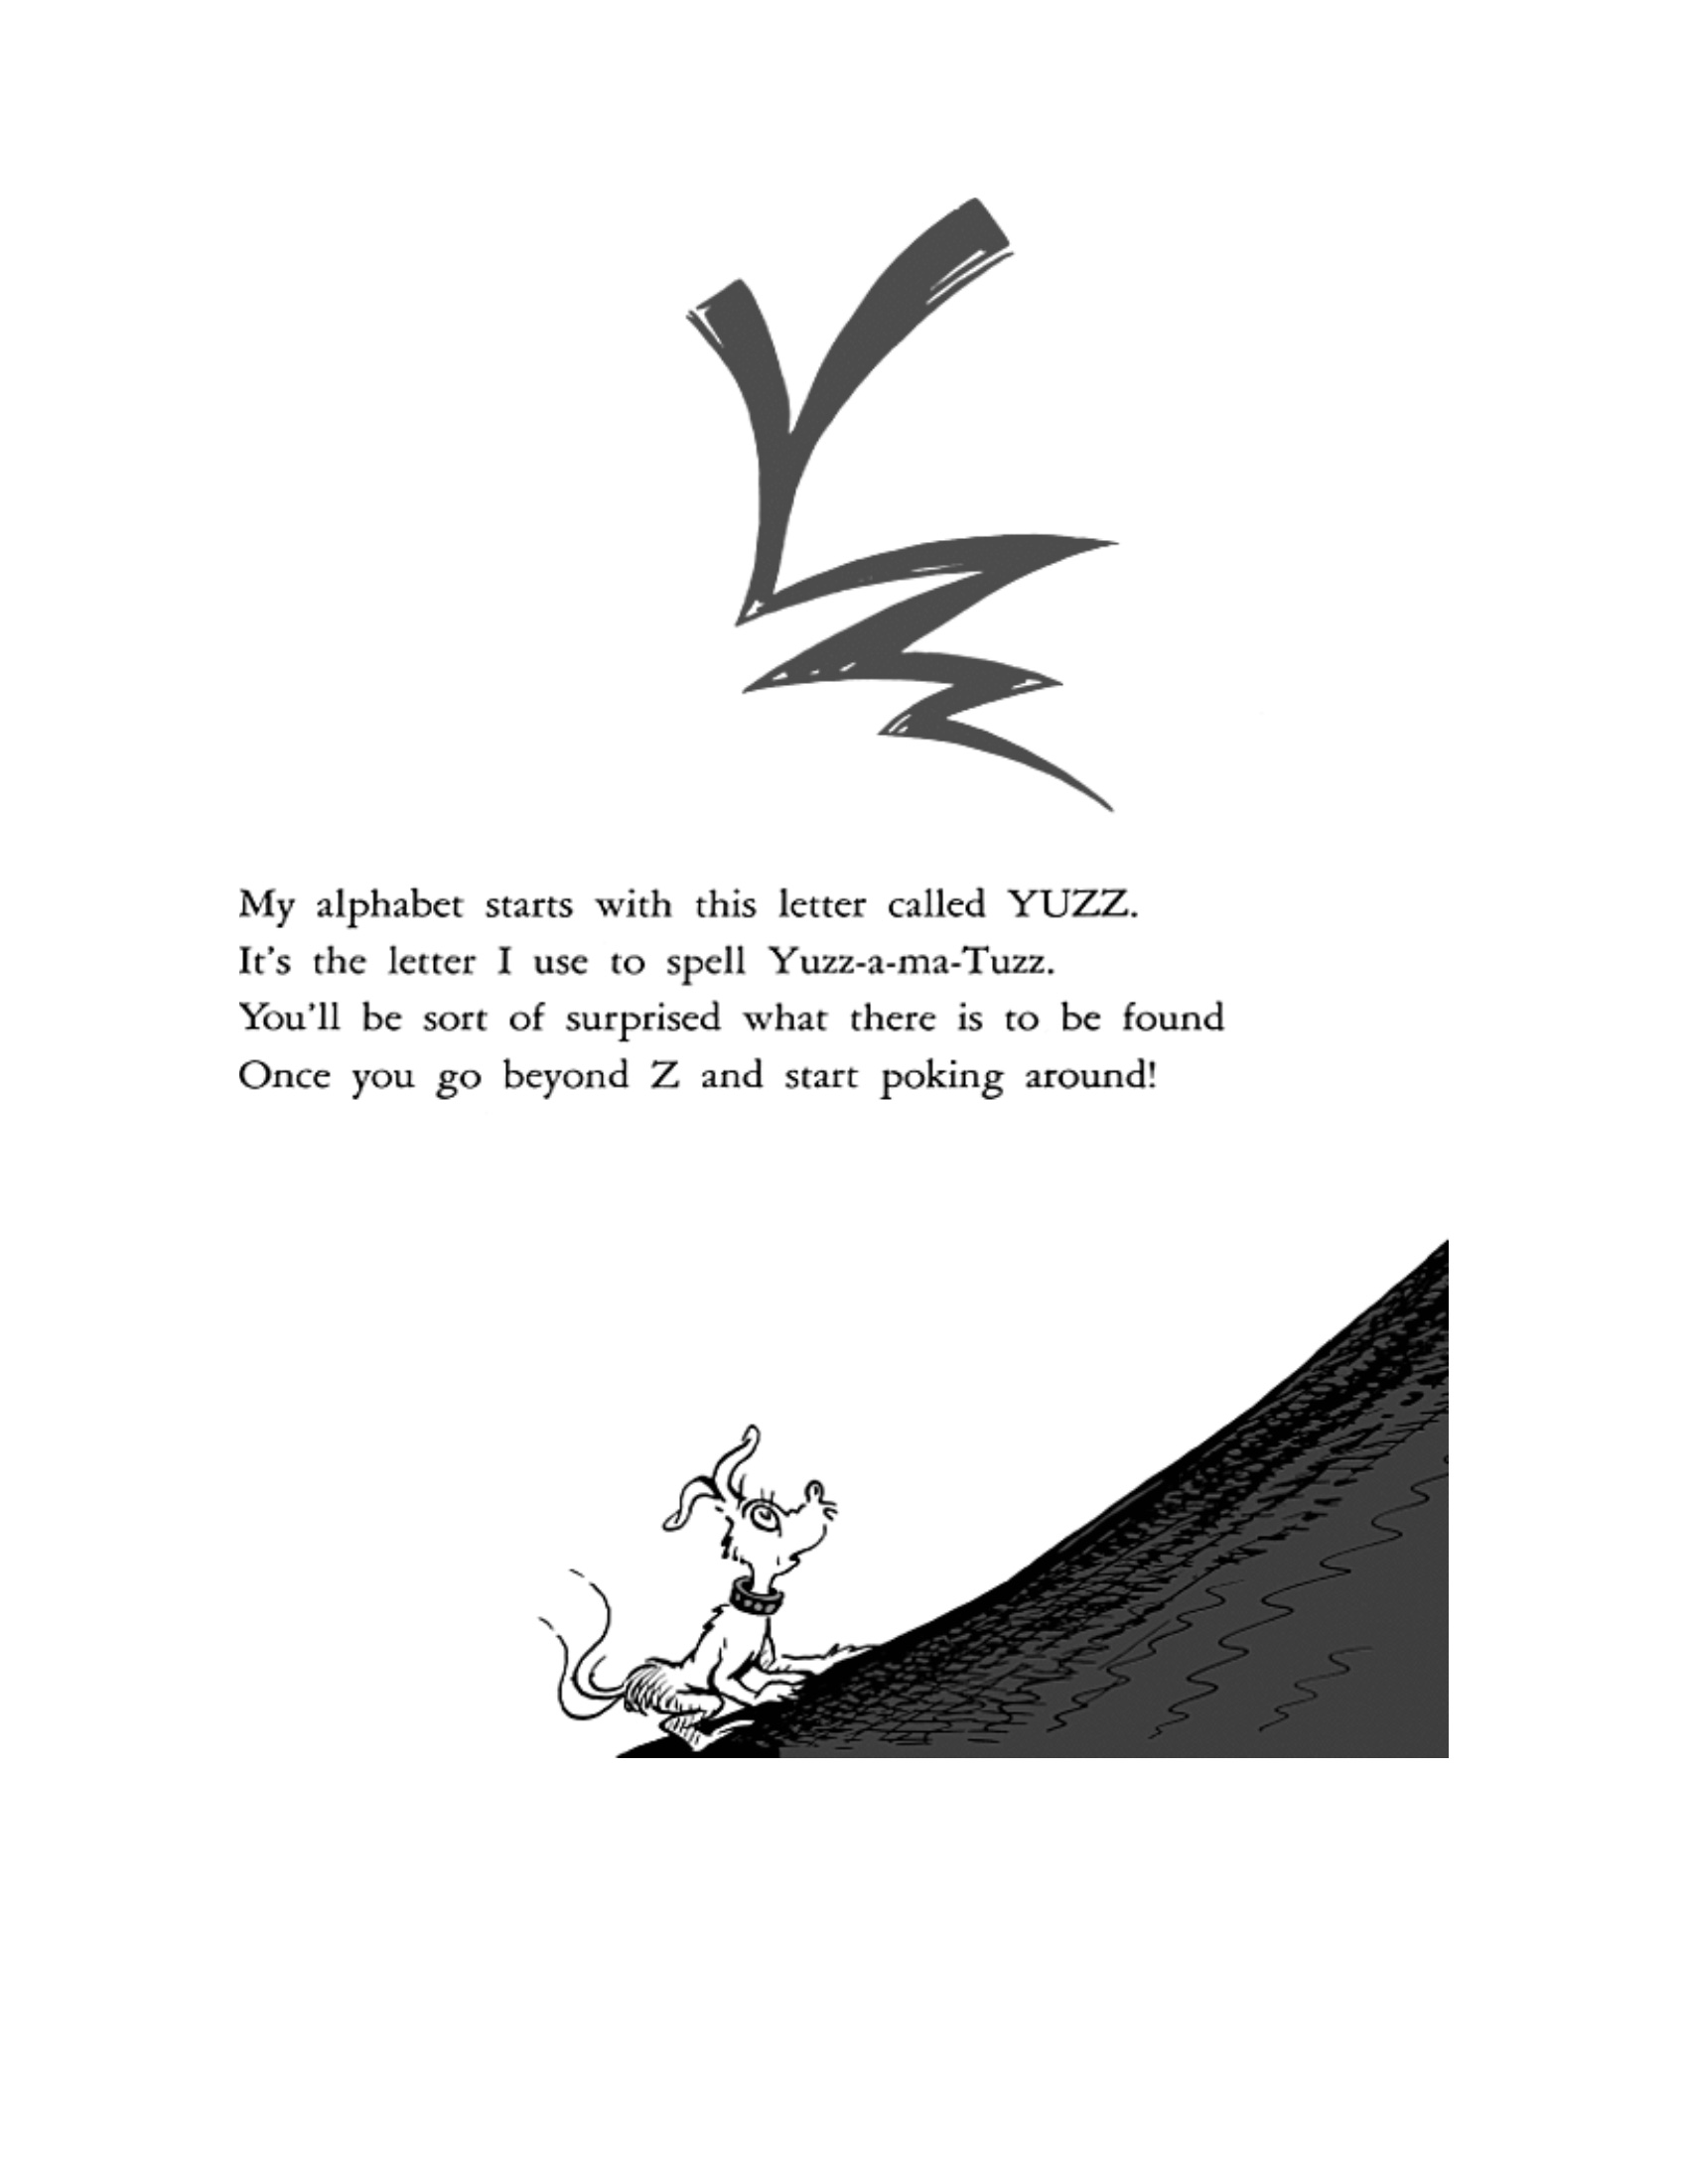 My alphabet starts with this letter called YUZZ.
It's the letter I use to spell Yuzz-a-ma-Tuzz.
You'll be sort of surprised what there is to be found
Once you go beyond Z and start poking around!